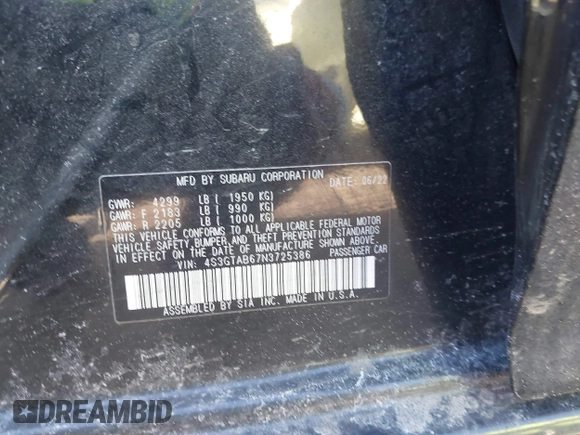 MFD BY SUBARU CORPORATION DATE: 06/22
GVWR: 4299 LB ( 1950 KG)
GAWR: F 2183 LB ( 990 KG)
GAWR: R 2205 LB ( 1000 KG)
THIS VEHICLE CONFORMS TO ALL APPLICABLE FEDERAL MOTOR
VEHICLE SAFETY, BUMPER, AND THEFT PREVENTION STANDARDS
IN EFFECT ON THE DATE OF MANUFACTURE SHOWN ABOVE.
VIN: 4S3GTAB67N3725386 PASSENGER CAR
ASSEMBLED BY SIA INC. MADE IN U.S.A.
DREAMBID